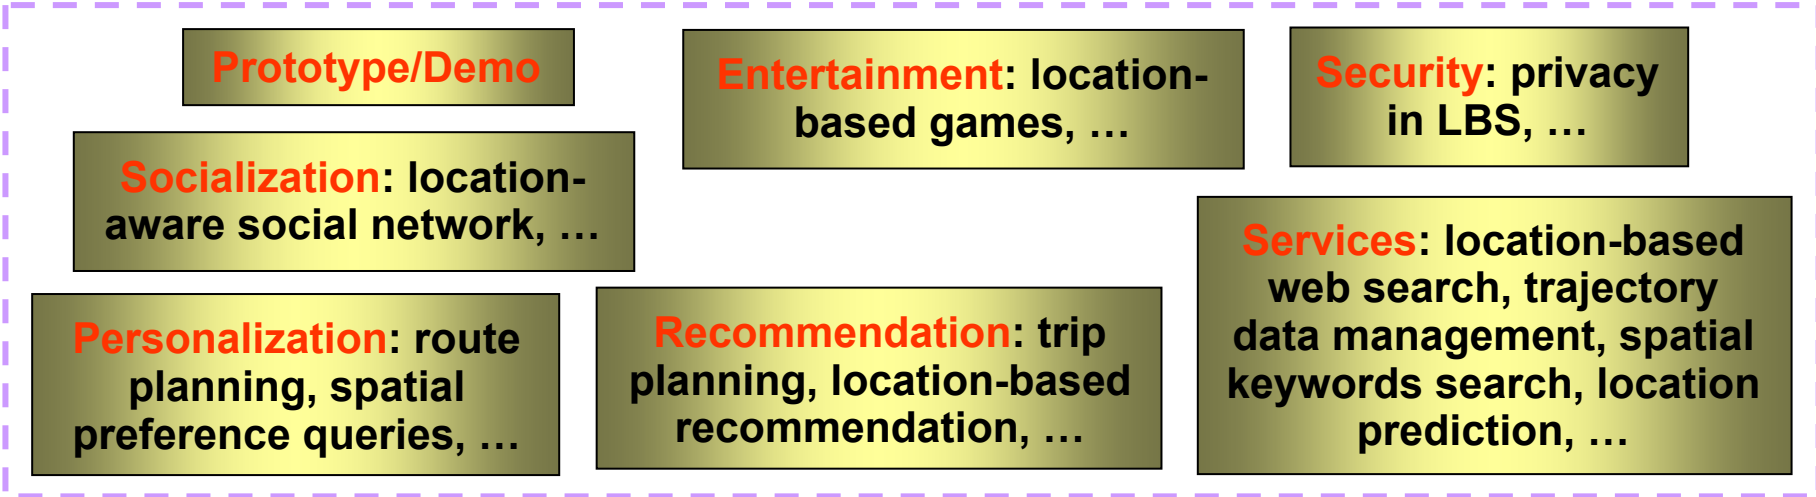 Prototype/Demo
Entertainment: location-
based games, …
Security: privacy
in LBS, …
Socialization: location-
aware social network, …
Services: location-based
web search, trajectory
data management, spatial
keywords search, location
prediction, …
Personalization: route
planning, spatial
preference queries, …
Recommendation: trip
planning, location-based
recommendation, …